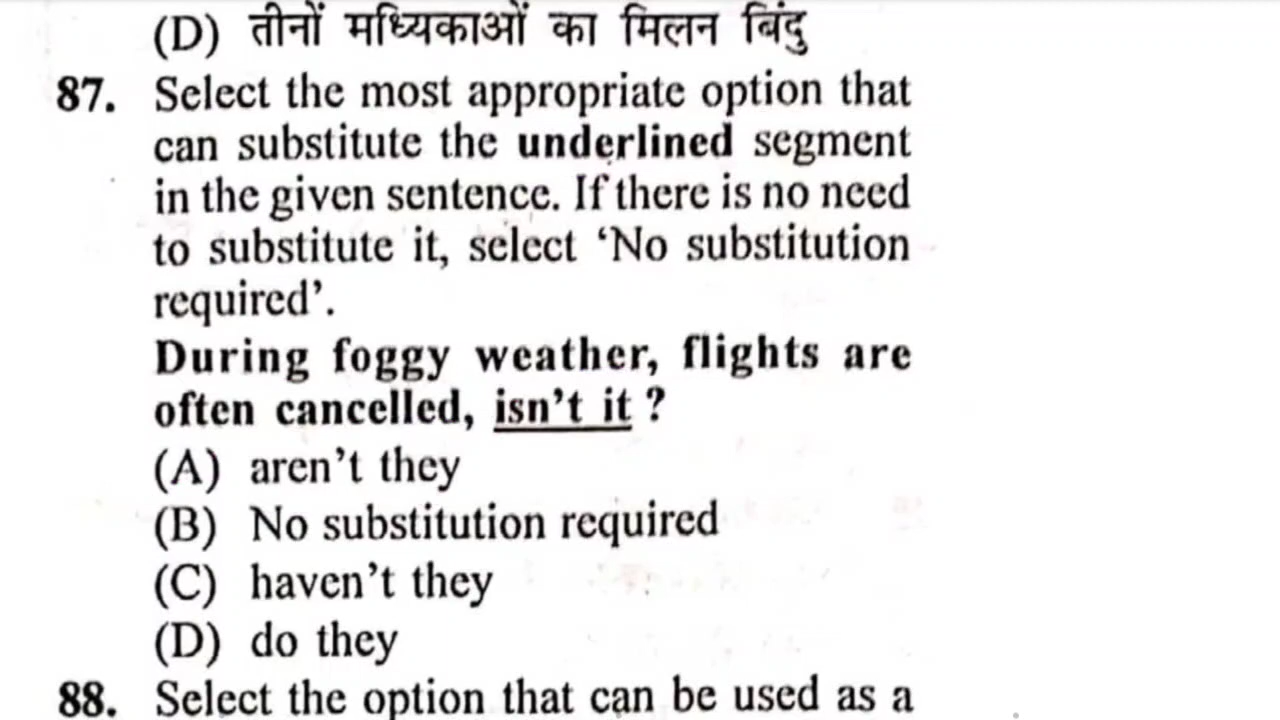 (D) तीनों मध्यिकाओं का मिलन बिंदु
87. Select the most appropriate option that
can substitute the underlined segment
in the given sentence. If there is no need
to substitute it, select ‘No substitution
required’.
During foggy weather, flights are
often cancelled, isn’t it ?
(A) aren’t they
(B) No substitution required
(C) haven’t they
(D) do they
88. Select the option that can be used as a